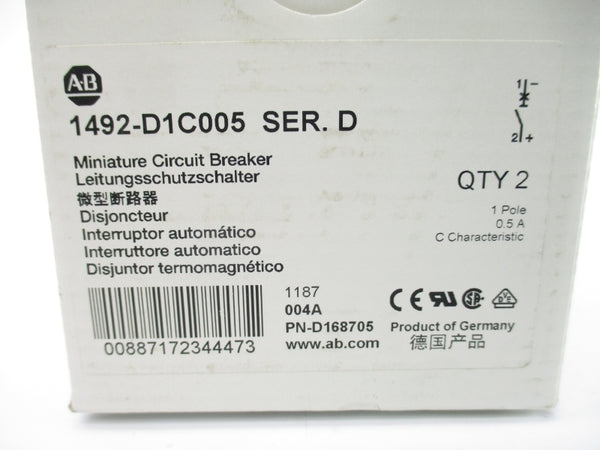 A-B
1492-D1C005 SER. D
1 -
2 +
Miniature Circuit Breaker
Leitungsschutzschalter
微型断路器
Disjoncteur
Interruptor automático
Interruttore automatico
Disjuntor termomagnético
QTY 2
1 Pole
0.5 A
C Characteristic
00887172344473
1187
004A
PN-D168705
www.ab.com
CE
Product of Germany
德国产品